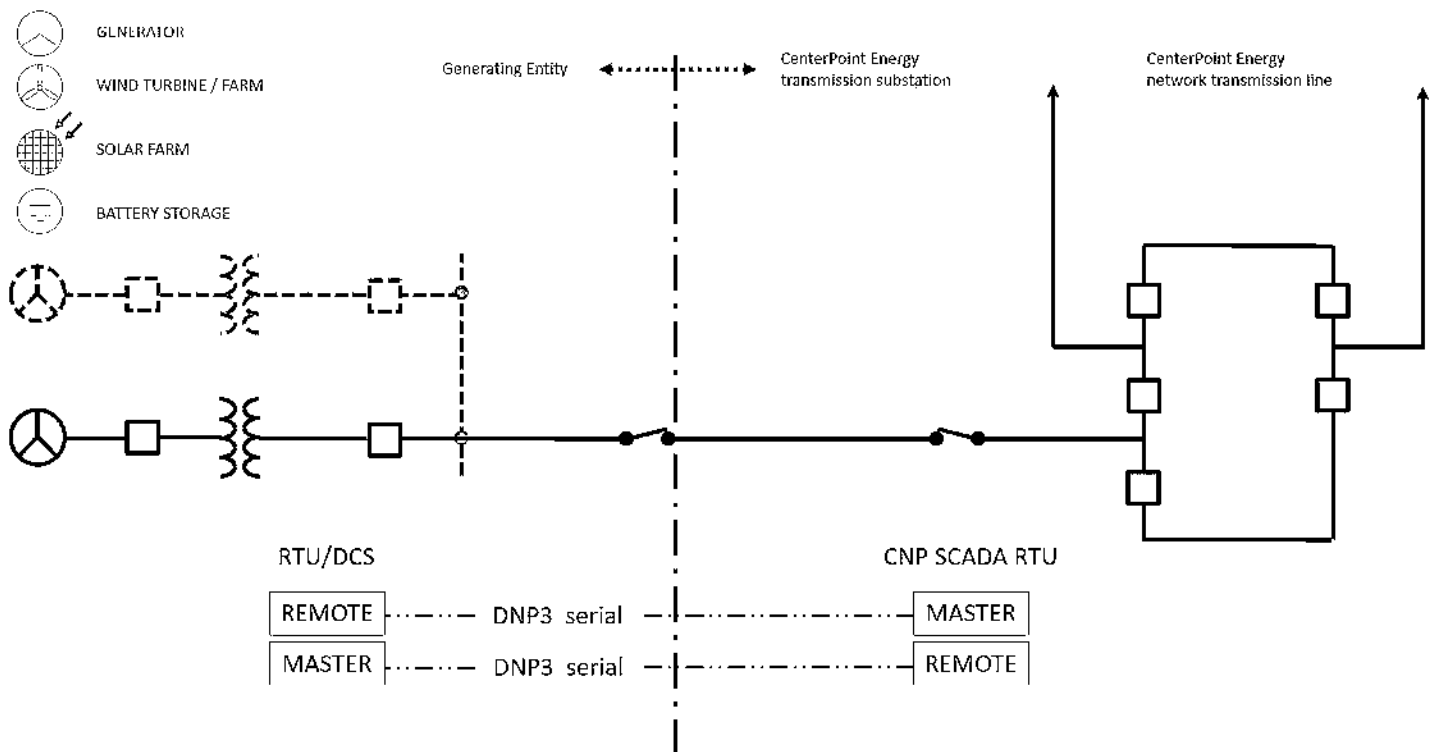 GENERATOR
WIND TURBINE / FARM
SOLAR FARM
BATTERY STORAGE
Generating Entity
CenterPoint Energy
transmission substation
CenterPoint Energy
network transmission line
RTU/DCS
CNP SCADA RTU
REMOTE
DNP3 serial
MASTER
MASTER
DNP3 serial
REMOTE